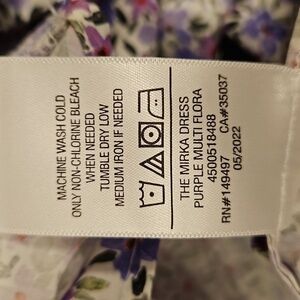 MACHINE WASH COLD
ONLY NON-CHLORINE BLEACH
WHEN NEEDED
TUMBLE DRY LOW
MEDIUM IRON IF NEEDED
THE MIRKA DRESS
PURPLE MULTI FLORA
4500518488
RN#149497 CA#35037
05/2022